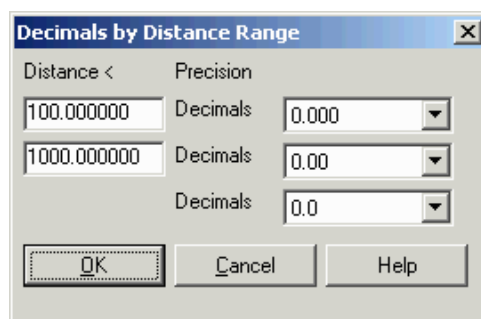 Decimals by Distance Range
Distance < Precision
100.000000 Decimals 0.000
1000.000000 Decimals 0.00
Decimals 0.0
OK Cancel Help